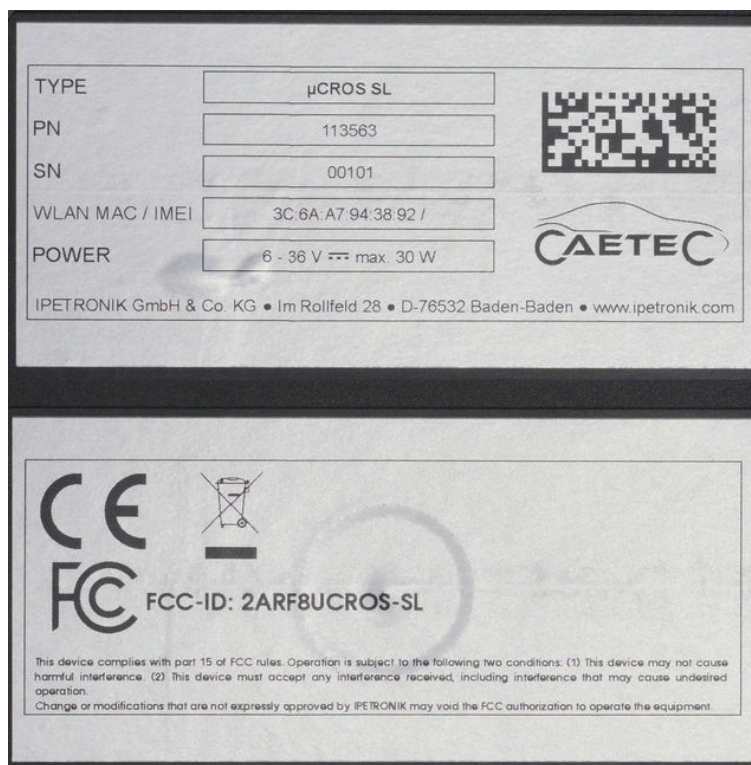 TYPE µCROS SL
PN 113563
SN 00101
WLAN MAC / IMEI 3C:6A:A7:94:38:92 /
POWER 6 - 36 V ⎓ max. 30 W
CAETEC
IPETRONIK GmbH & Co. KG ● Im Rollfeld 28 ● D-76532 Baden-Baden ● www.ipetronik.com
CE
FC FCC-ID: 2ARF8UCROS-SL
This device complies with part 15 of FCC rules. Operation is subject to the following two conditions: (1) This device may not cause
harmful interference. (2) This device must accept any interference received, including interference that may cause undesired
operation.
Change or modifications that are not expressly approved by IPETRONIK may void the FCC authorization to operate the equipment.